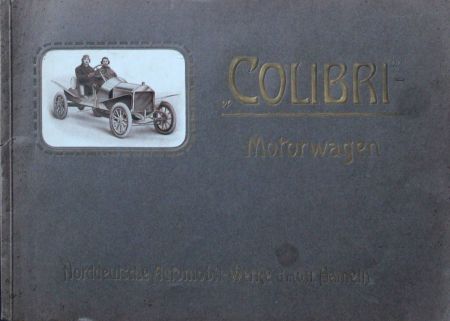 „COLIBRI“-
Motorwagen
Norddeutsche Automobil-Werke G.m.b.H. Hameln